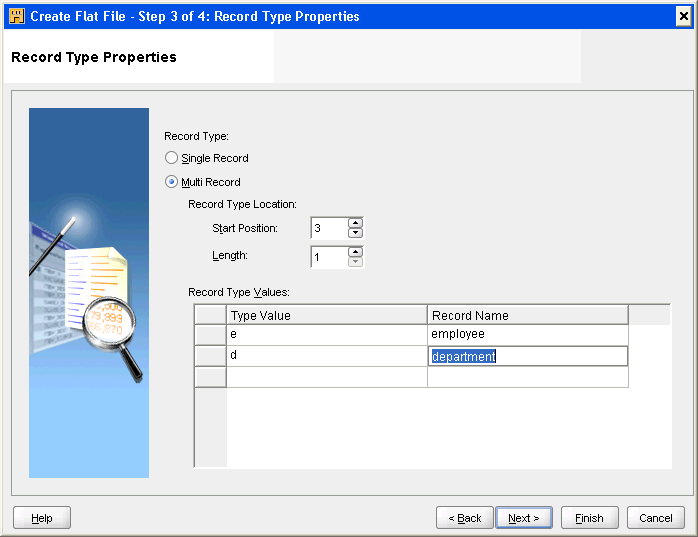 Create Flat File - Step 3 of 4: Record Type Properties
Record Type Properties
Record Type:
Single Record
Multi Record
Record Type Location:
Start Position: 3
Length: 1
Record Type Values:
Type Value Record Name
e employee
d department
Help < Back Next > Finish Cancel